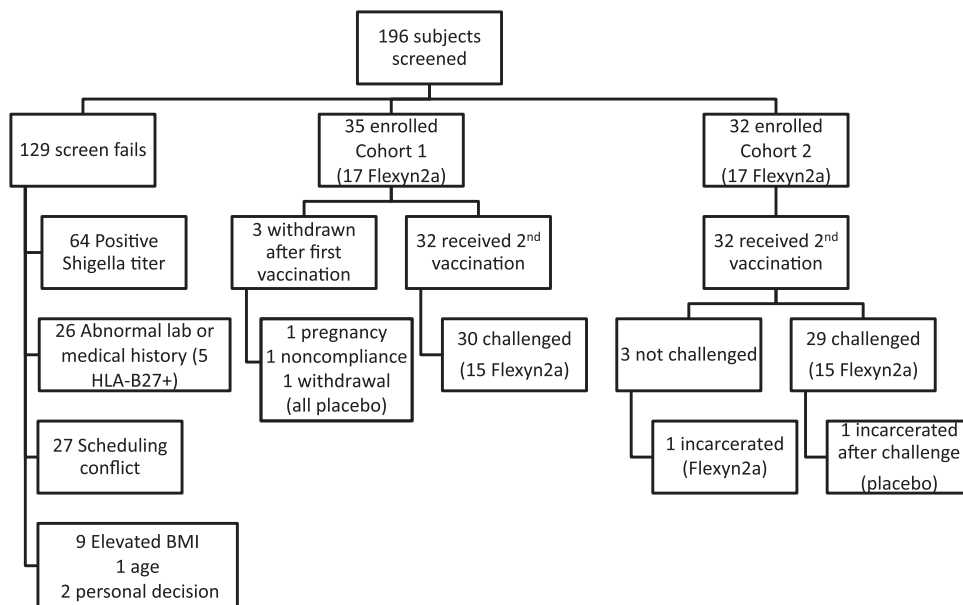 196 subjects
screened
129 screen fails
35 enrolled
Cohort 1
(17 Flexyn2a)
32 enrolled
Cohort 2
(17 Flexyn2a)
64 Positive
Shigella titer
3 withdrawn
after first
vaccination
32 received 2nd
vaccination
32 received 2nd
vaccination
26 Abnormal lab or
medical history (5
HLA-B27+)
1 pregnancy
1 noncompliance
1 withdrawal
(all placebo)
30 challenged
(15 Flexyn2a)
3 not challenged
29 challenged
(15 Flexyn2a)
27 Scheduling
conflict
1 incarcerated
(Flexyn2a)
1 incarcerated
after challenge
(placebo)
9 Elevated BMI
1 age
2 personal decision